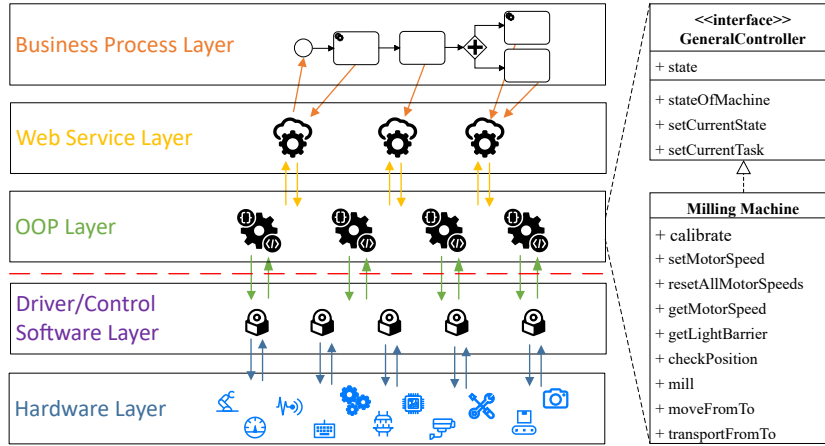 Business Process Layer
Web Service Layer
OOP Layer
Driver/Control
Software Layer
Hardware Layer
<<interface>>
GeneralController
+ state
+ stateOfMachine
+ setCurrentState
+ setCurrentTask
Milling Machine
+ calibrate
+ setMotorSpeed
+ resetAllMotorSpeeds
+ getMotorSpeed
+ getLightBarrier
+ checkPosition
+ mill
+ moveFromTo
+ transportFromTo